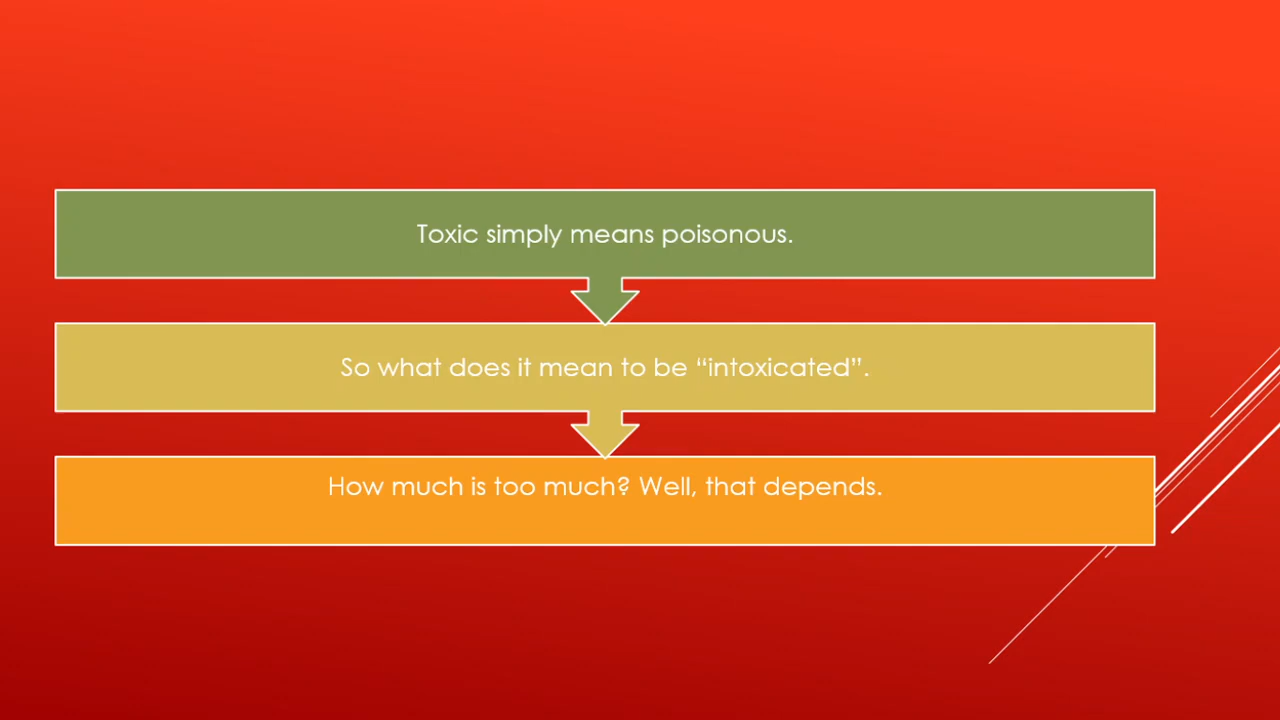 Toxic simply means poisonous.
So what does it mean to be “intoxicated”.
How much is too much? Well, that depends.